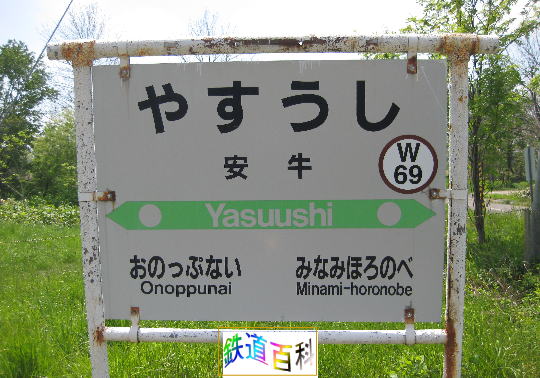 やすうし
安牛
W
69
Yasuushi
おのっぷない
Onoppunai
みなみほろのべ
Minami-horonobe
鉄道百科